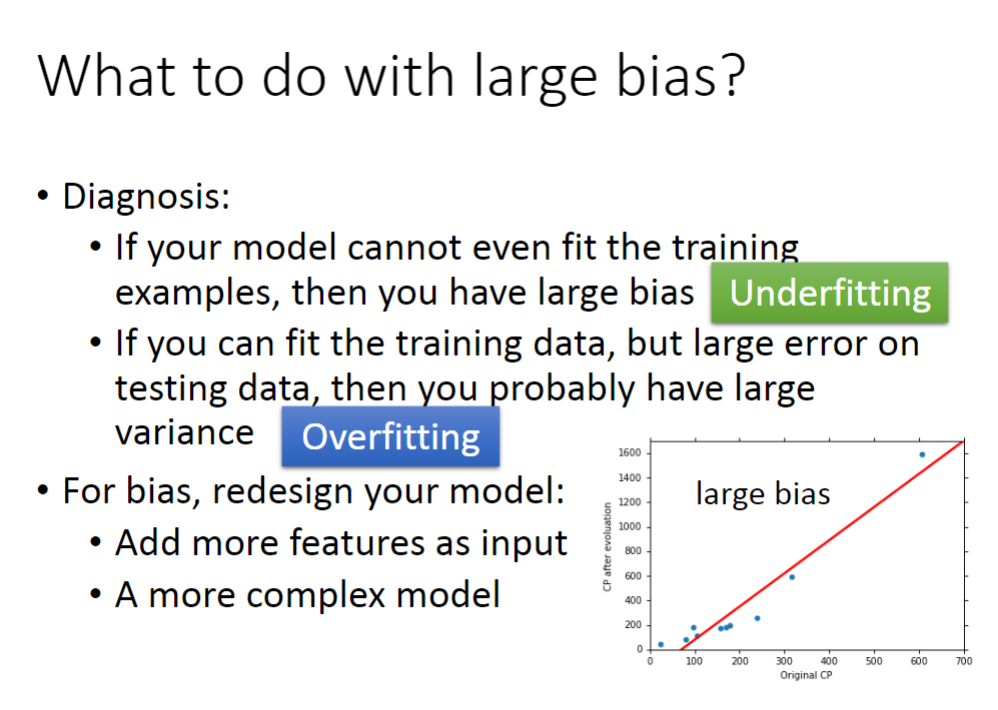 What to do with large bias?
• Diagnosis:
• If your model cannot even fit the training
examples, then you have large bias
Underfitting
• If you can fit the training data, but large error on
testing data, then you probably have large
variance
Overfitting
• For bias, redesign your model:
• Add more features as input
• A more complex model
large bias
1600
1400
1200
1000
800
600
400
200
0
CP after evoluation
0 100 200 300 400 500 600 700
Original CP